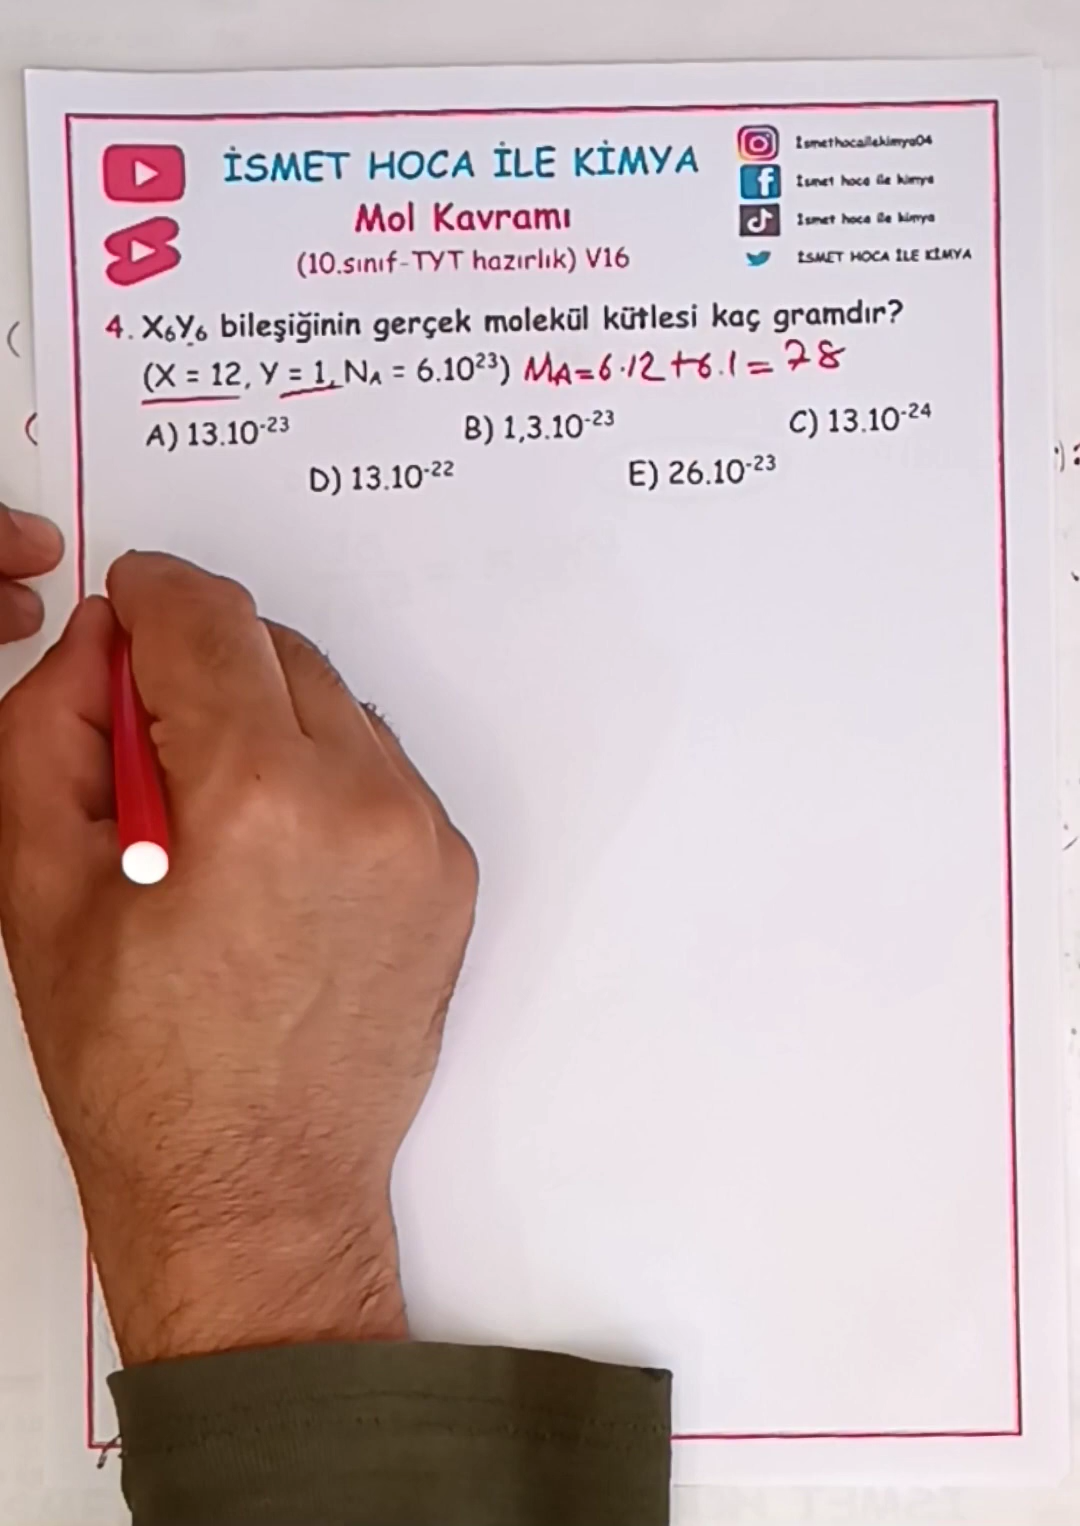 İSMET HOCA İLE KİMYA
Mol Kavramı
(10.sınıf-TYT hazırlık) V16
İsmethocailekimya04
İsmet hoca ile kimya
İsmet hoca ile kimya
İSMET HOCA İLE KİMYA
4. X₆Y₆ bileşiğinin gerçek molekül kütlesi kaç gramdır?
(X = 12, Y = 1, Nᴀ = 6.10²³) MA=6.12+6.1=78
A) 13.10⁻²³ B) 1,3.10⁻²³ C) 13.10⁻²⁴
D) 13.10⁻²² E) 26.10⁻²³